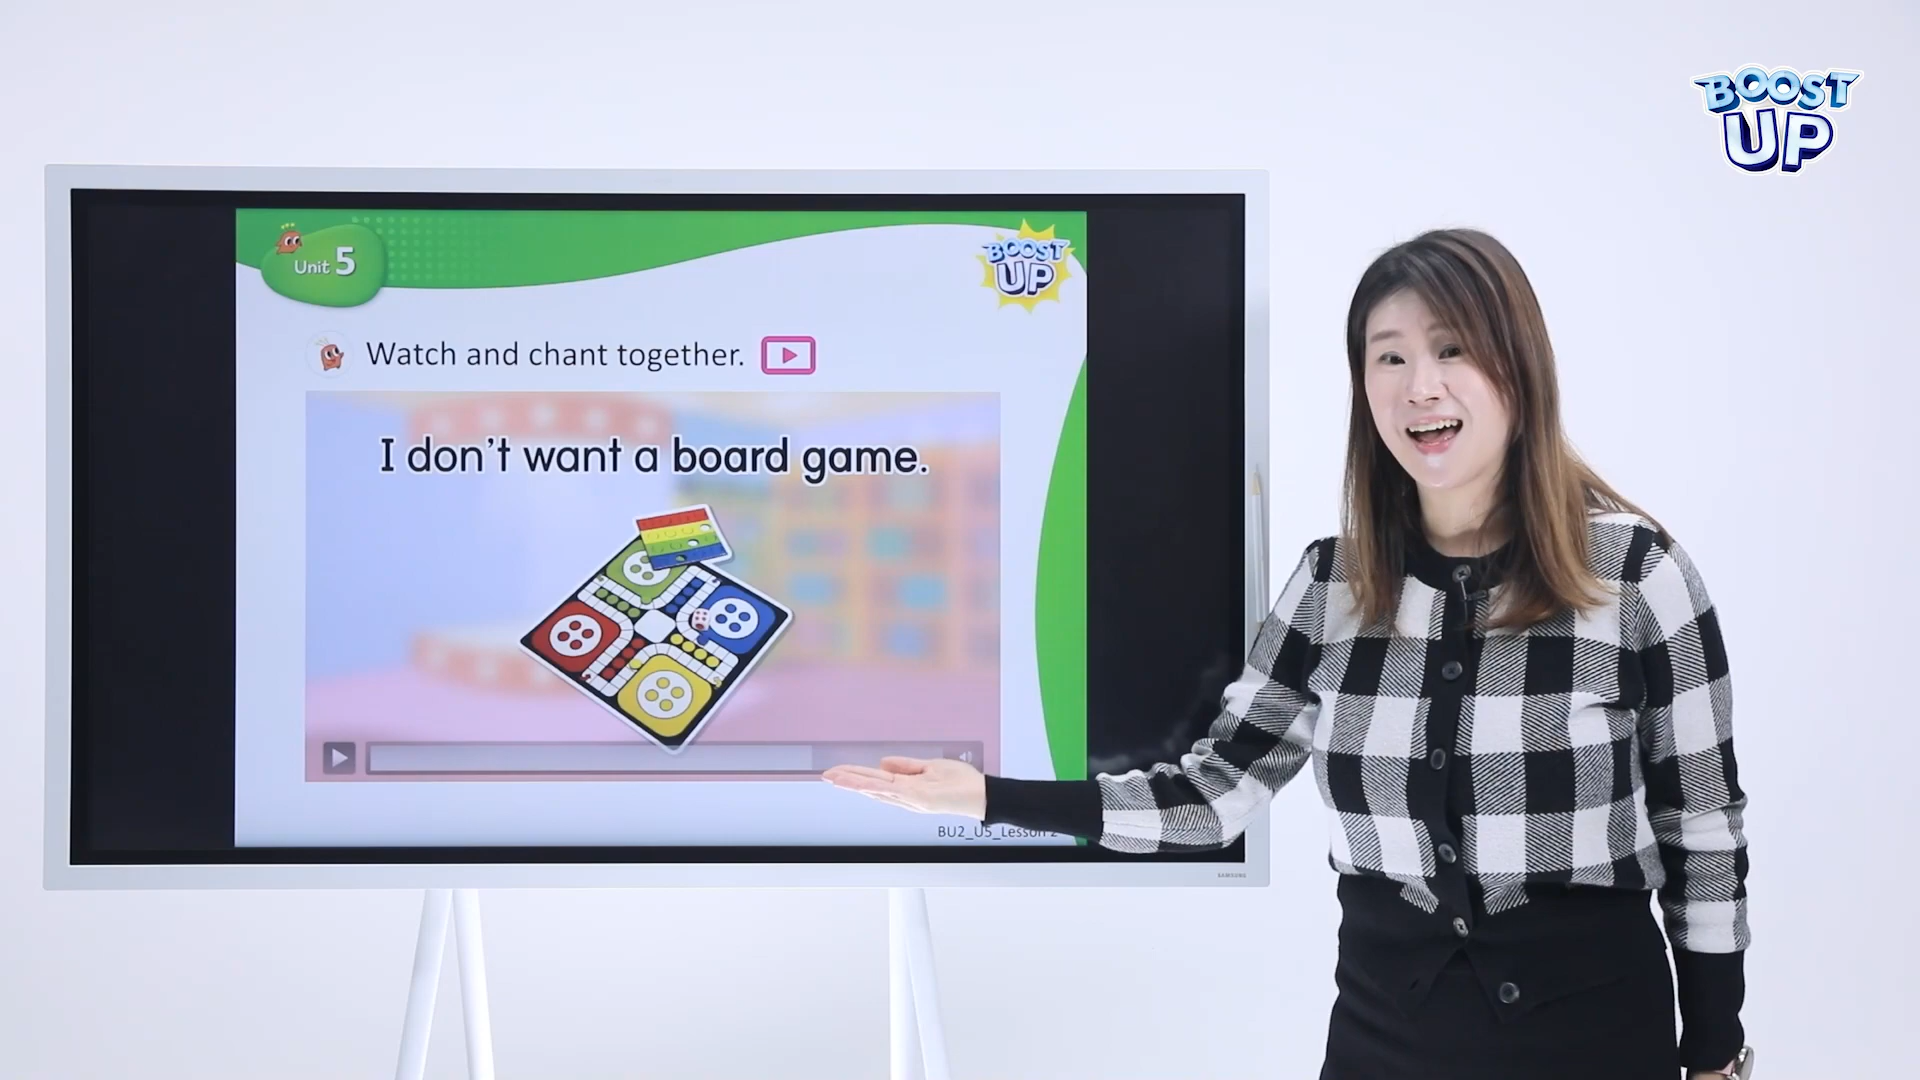 BOOST
UP
Unit 5
BOOST
UP
Watch and chant together.
I don't want a board game.
BU2_U5_Lesson 2
SAMSUNG